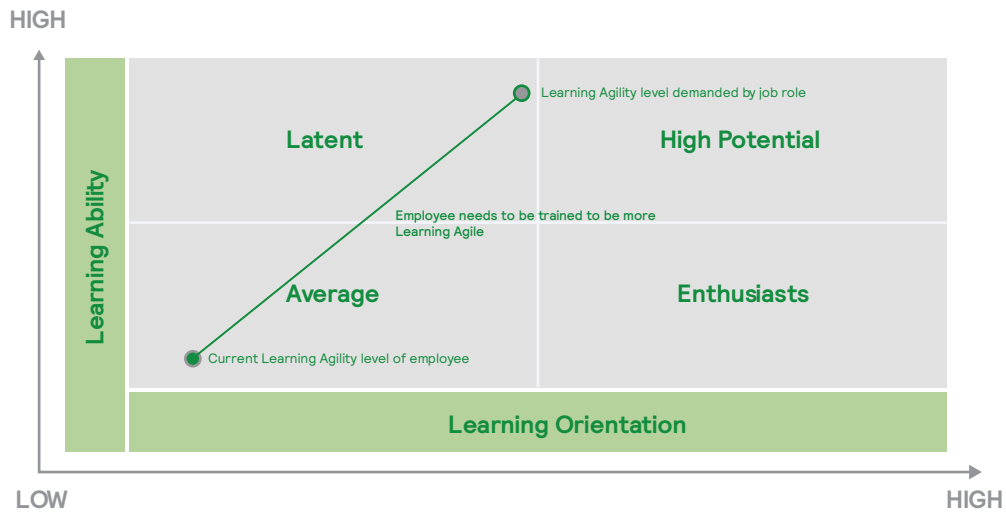 HIGH
Learning Agility level demanded by job role
Latent
High Potential
Learning Ability
Employee needs to be trained to be more
Learning Agile
Average
Enthusiasts
Current Learning Agility level of employee
Learning Orientation
LOW
HIGH